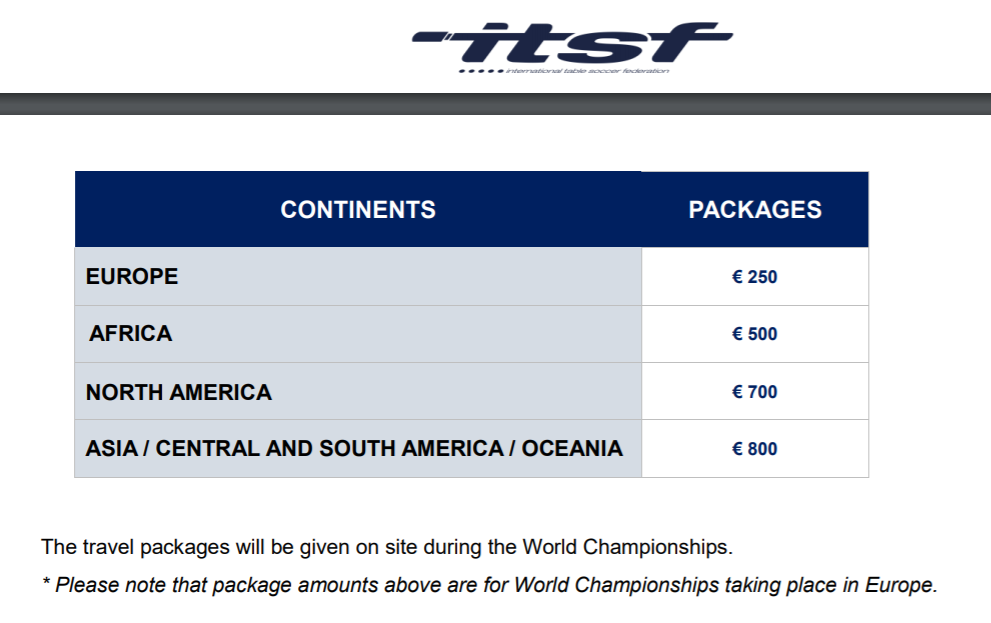 itsf
international table soccer federation
CONTINENTS PACKAGES
EUROPE € 250
AFRICA € 500
NORTH AMERICA € 700
ASIA / CENTRAL AND SOUTH AMERICA / OCEANIA € 800
The travel packages will be given on site during the World Championships.
* Please note that package amounts above are for World Championships taking place in Europe.